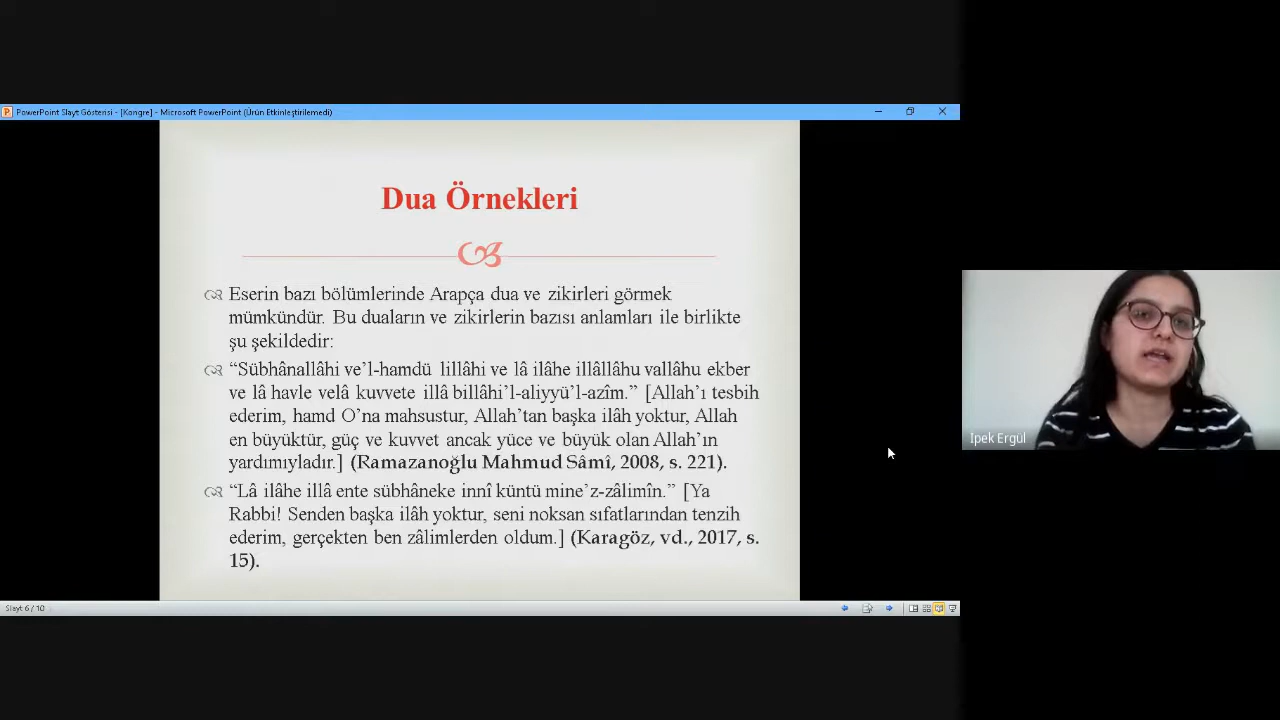 PowerPoint Slayt Gösterisi - [Kongre] - Microsoft PowerPoint (Ürün Etkinleştirilemedi)
Dua Örnekleri
Eserin bazı bölümlerinde Arapça dua ve zikirleri görmek
mümkündür. Bu duaların ve zikirlerin bazısı anlamları ile birlikte
şu şekildedir:
“Sübhânallâhi ve’l-hamdü lillâhi ve lâ ilâhe illâllâhu vallâhu ekber
ve lâ havle velâ kuvvete illâ billâhi’l-aliyyü’l-azîm.” [Allah’ı tesbih
ederim, hamd O’na mahsustur, Allah’tan başka ilâh yoktur, Allah
en büyüktür, güç ve kuvvet ancak yüce ve büyük olan Allah’ın
yardımıyladır.] (Ramazanoğlu Mahmud Sâmî, 2008, s. 221).
“Lâ ilâhe illâ ente sübhâneke innî küntü mine’z-zâlimîn.” [Ya
Rabbi! Senden başka ilâh yoktur, seni noksan sıfatlarından tenzih
ederim, gerçekten ben zâlimlerden oldum.] (Karagöz, vd., 2017, s.
15).
İpek Ergül
Slayt 6 / 10